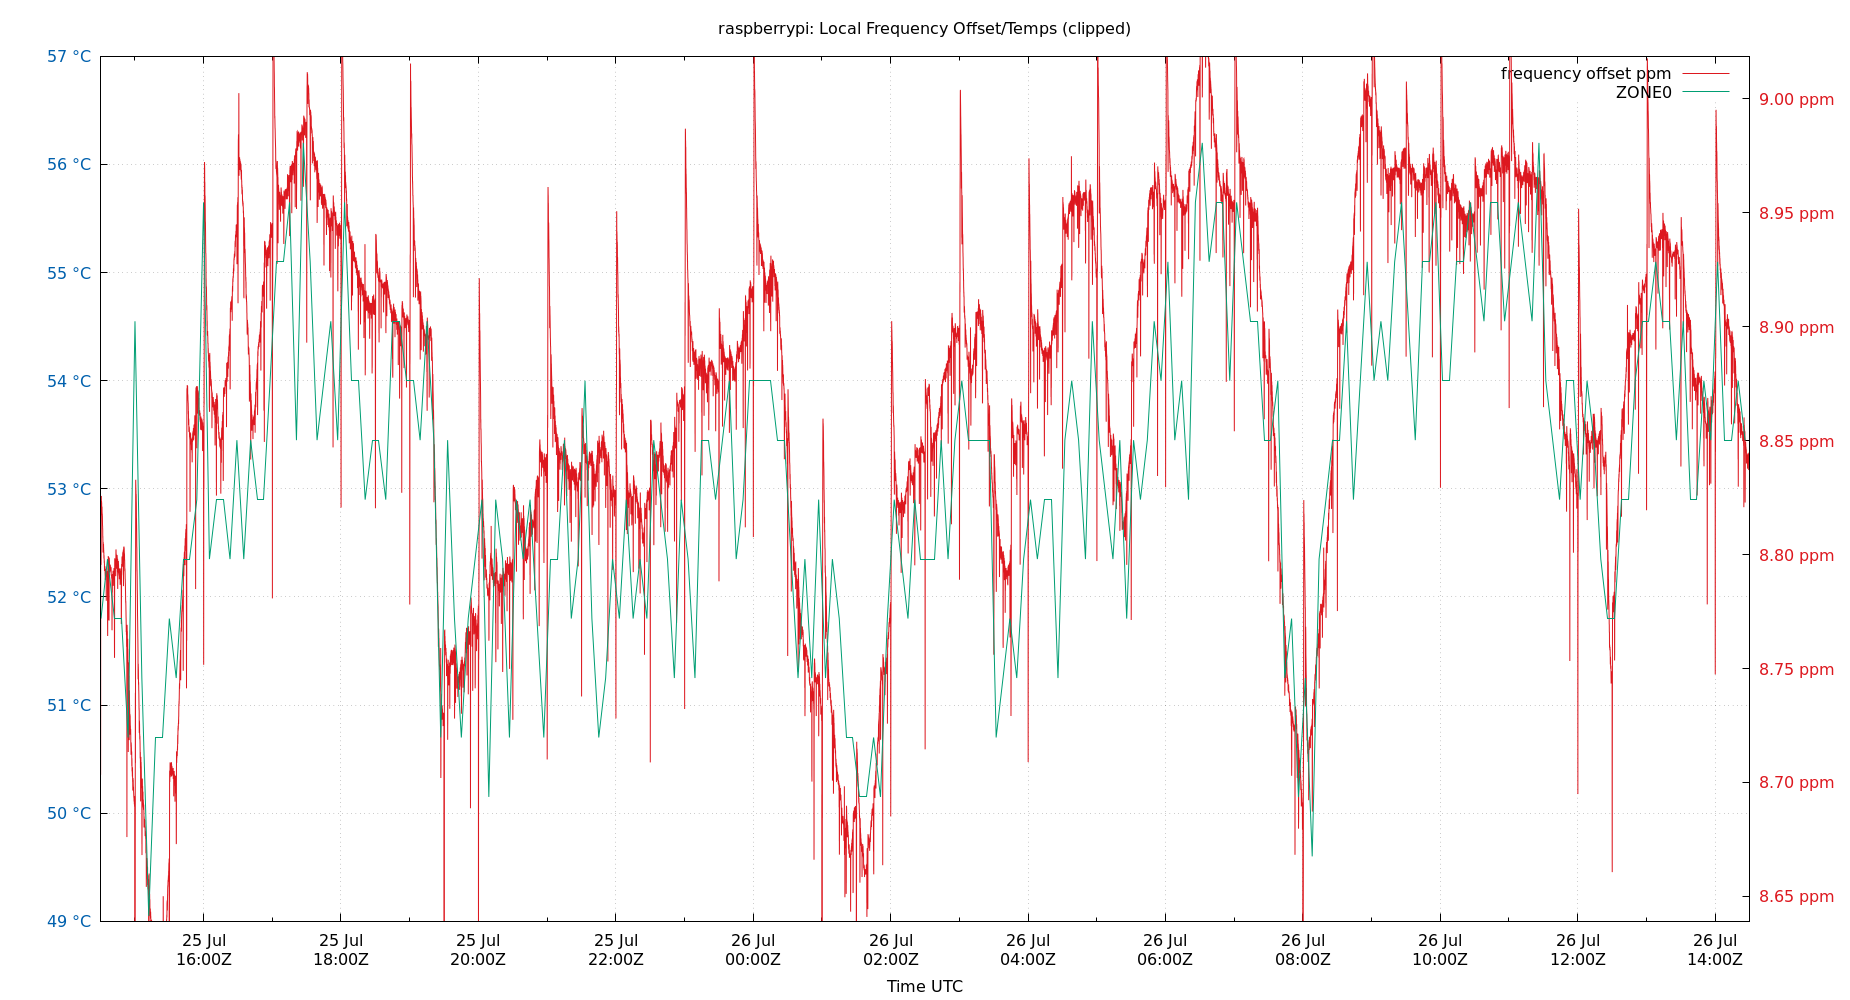 raspberrypi: Local Frequency Offset/Temps (clipped)
frequency offset ppm
ZONE0
57 °C
56 °C
55 °C
54 °C
53 °C
52 °C
51 °C
50 °C
49 °C
9.00 ppm
8.95 ppm
8.90 ppm
8.85 ppm
8.80 ppm
8.75 ppm
8.70 ppm
8.65 ppm
25 Jul
16:00Z
25 Jul
18:00Z
25 Jul
20:00Z
25 Jul
22:00Z
26 Jul
00:00Z
26 Jul
02:00Z
26 Jul
04:00Z
26 Jul
06:00Z
26 Jul
08:00Z
26 Jul
10:00Z
26 Jul
12:00Z
26 Jul
14:00Z
Time UTC